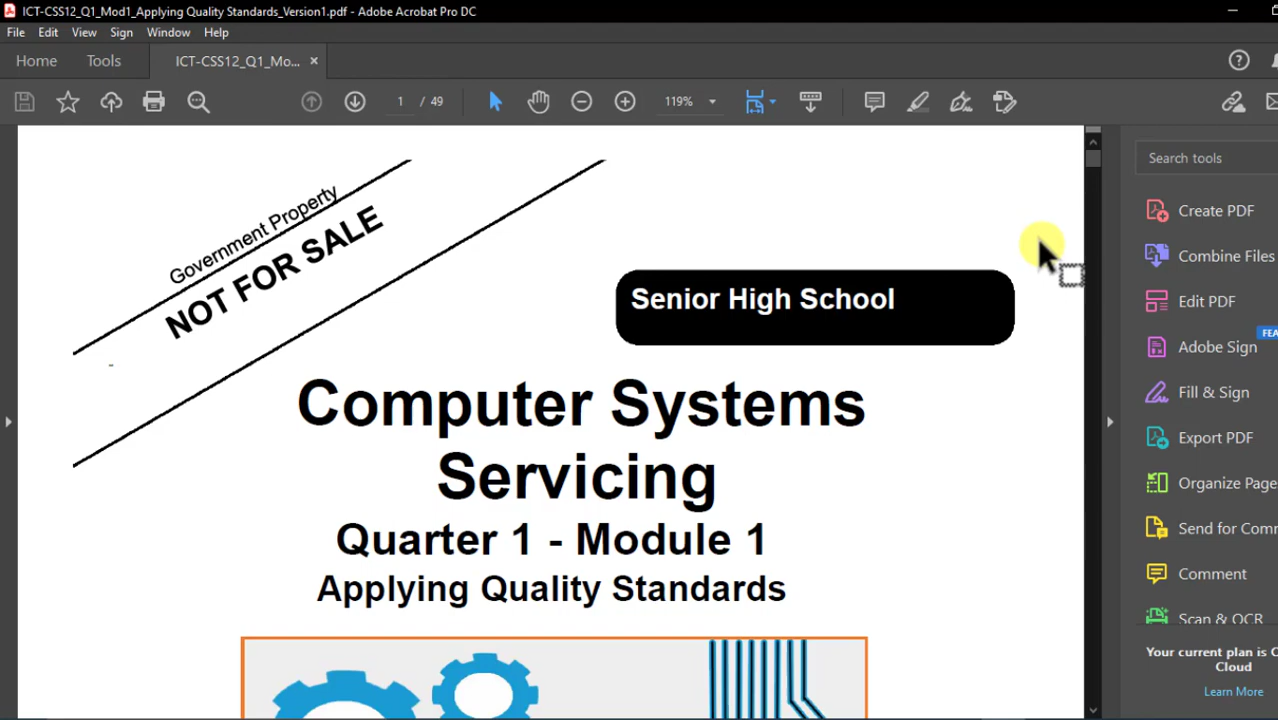 ICT-CSS12_Q1_Mod1_Applying Quality Standards_Version1.pdf - Adobe Acrobat Pro DC
File Edit View Sign Window Help
Home Tools ICT-CSS12_Q1_Mo... ×
1 / 49 119%
Government Property
NOT FOR SALE
Senior High School
Computer Systems
Servicing
Quarter 1 - Module 1
Applying Quality Standards
Search tools
Create PDF
Combine Files
Edit PDF
FEA
Adobe Sign
Fill & Sign
Export PDF
Organize Page
Send for Comm
Comment
Scan & OCR
Your current plan is C
Cloud
Learn More